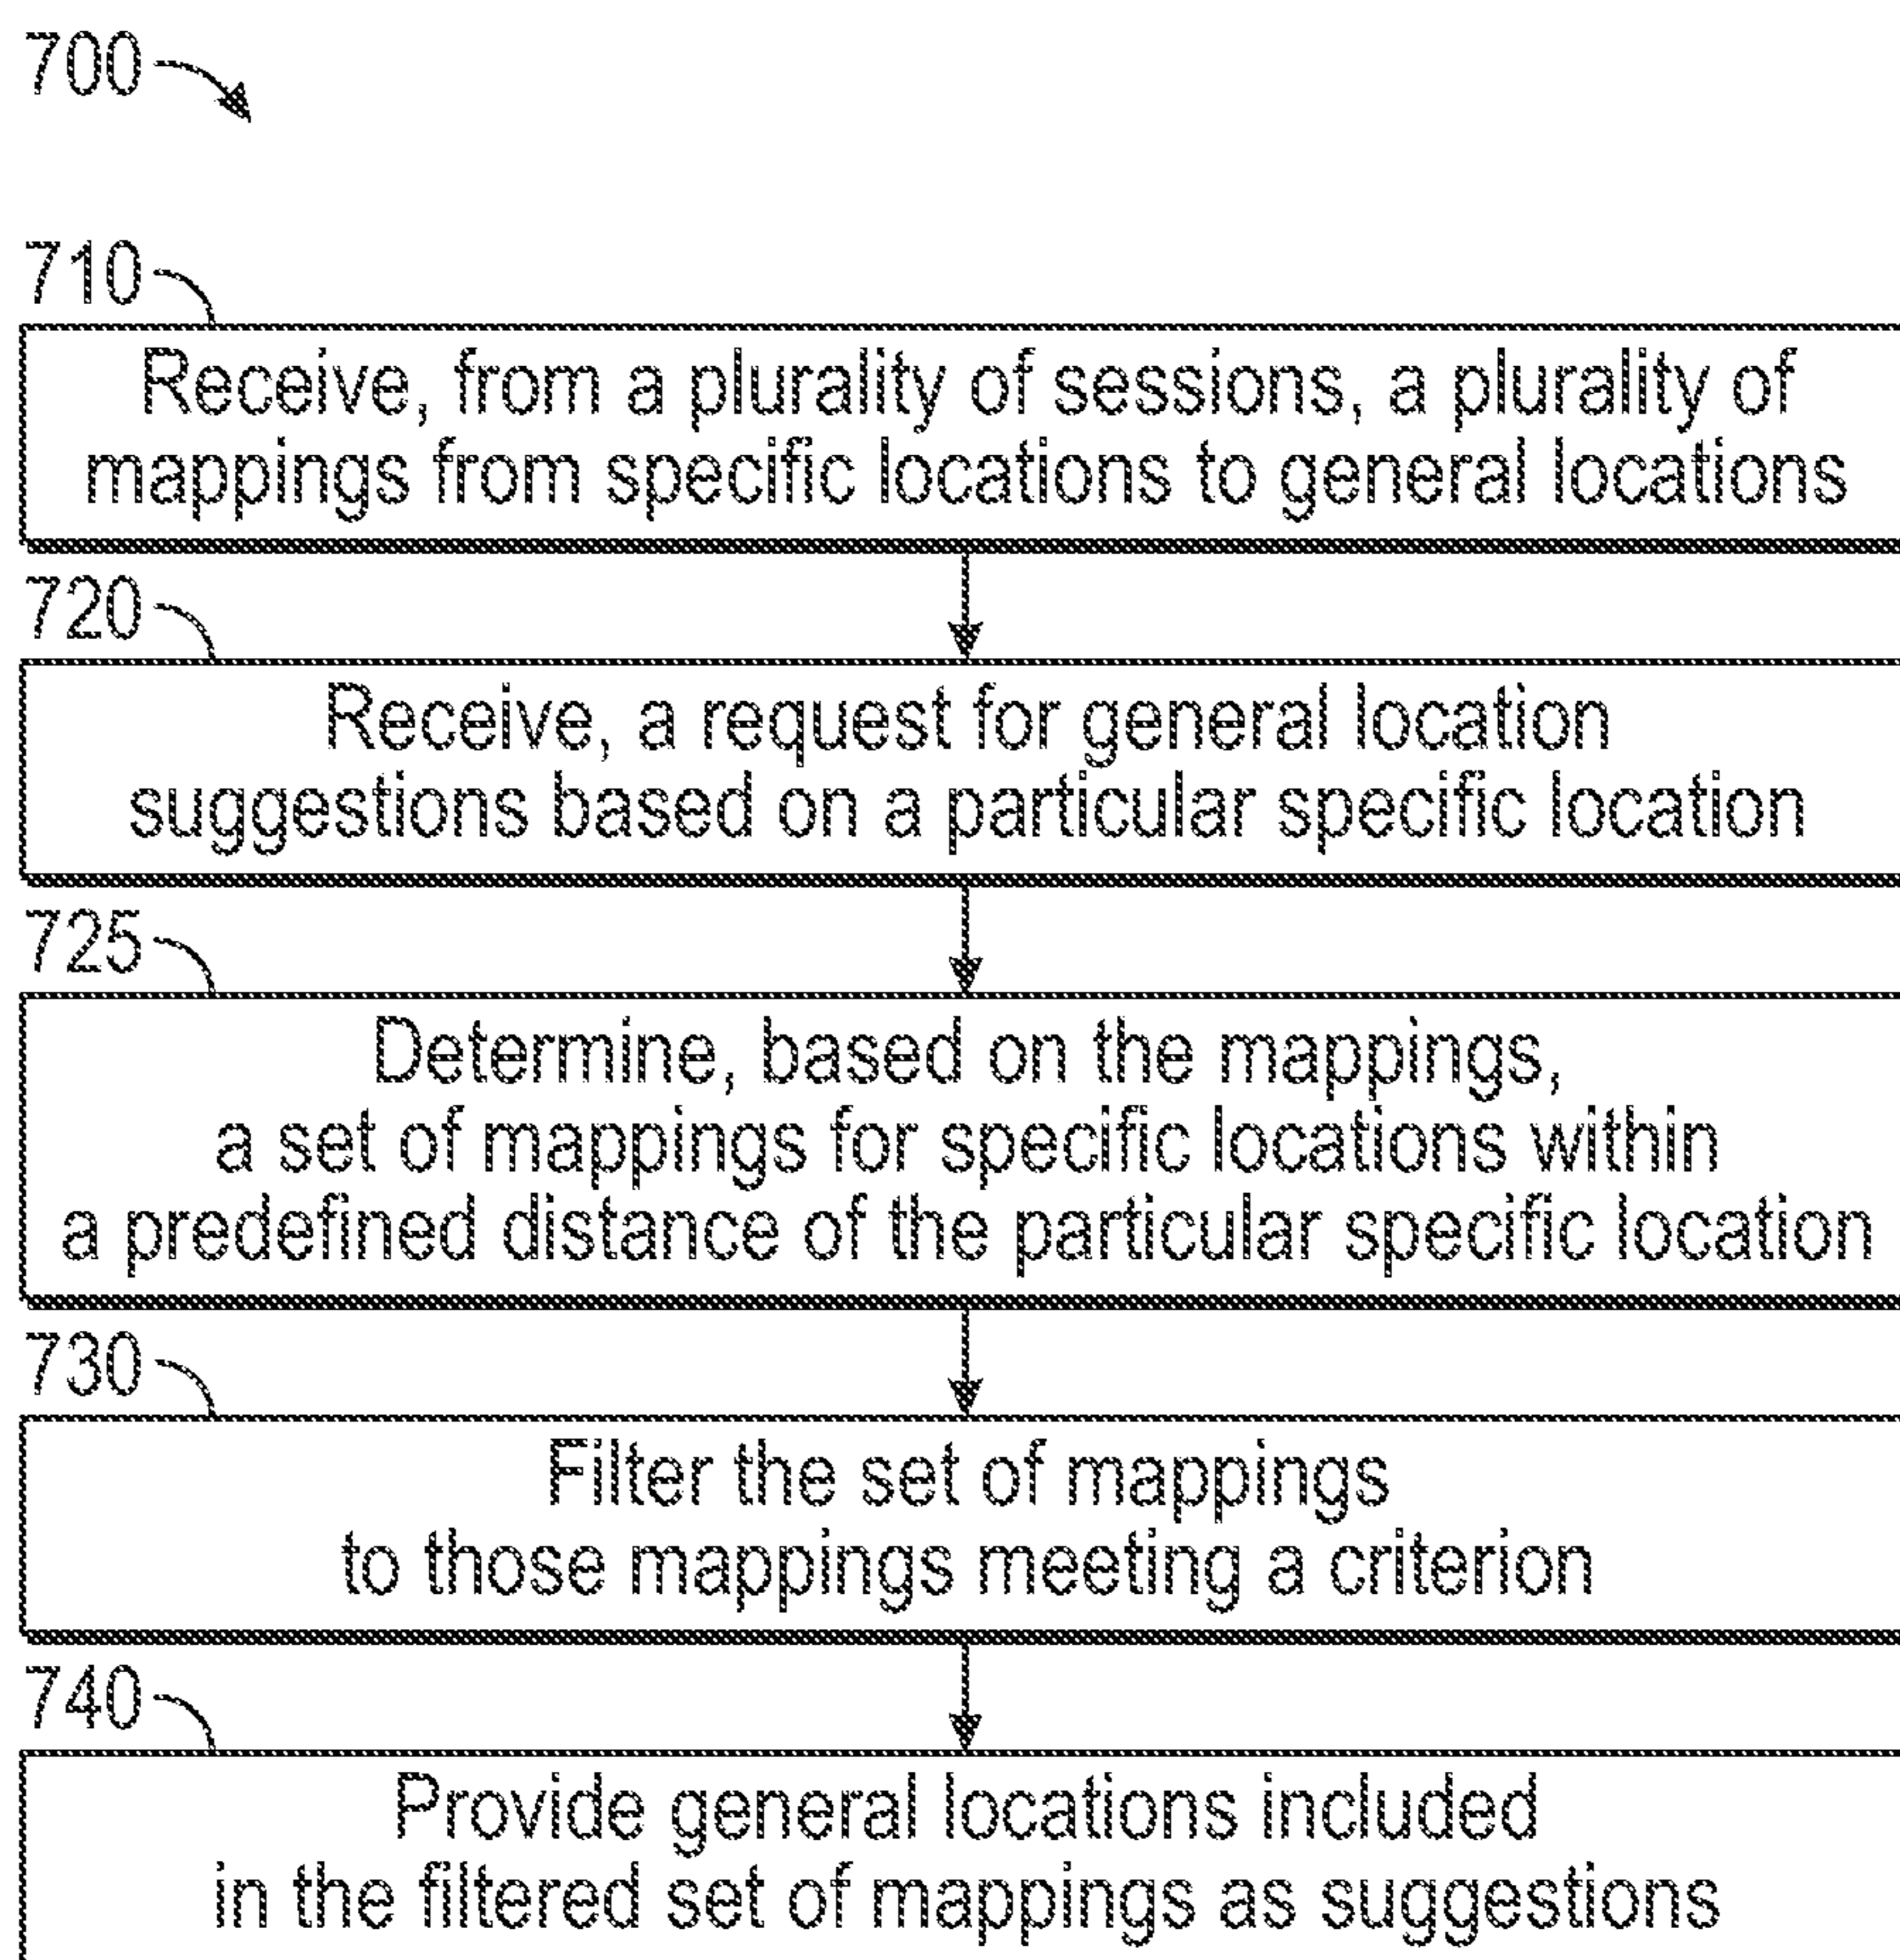 700
710
Receive, from a plurality of sessions, a plurality of
mappings from specific locations to general locations
720
Receive, a request for general location
suggestions based on a particular specific location
725
Determine, based on the mappings,
a set of mappings for specific locations within
a predefined distance of the particular specific location
730
Filter the set of mappings
to those mappings meeting a criterion
740
Provide general locations included
in the filtered set of mappings as suggestions